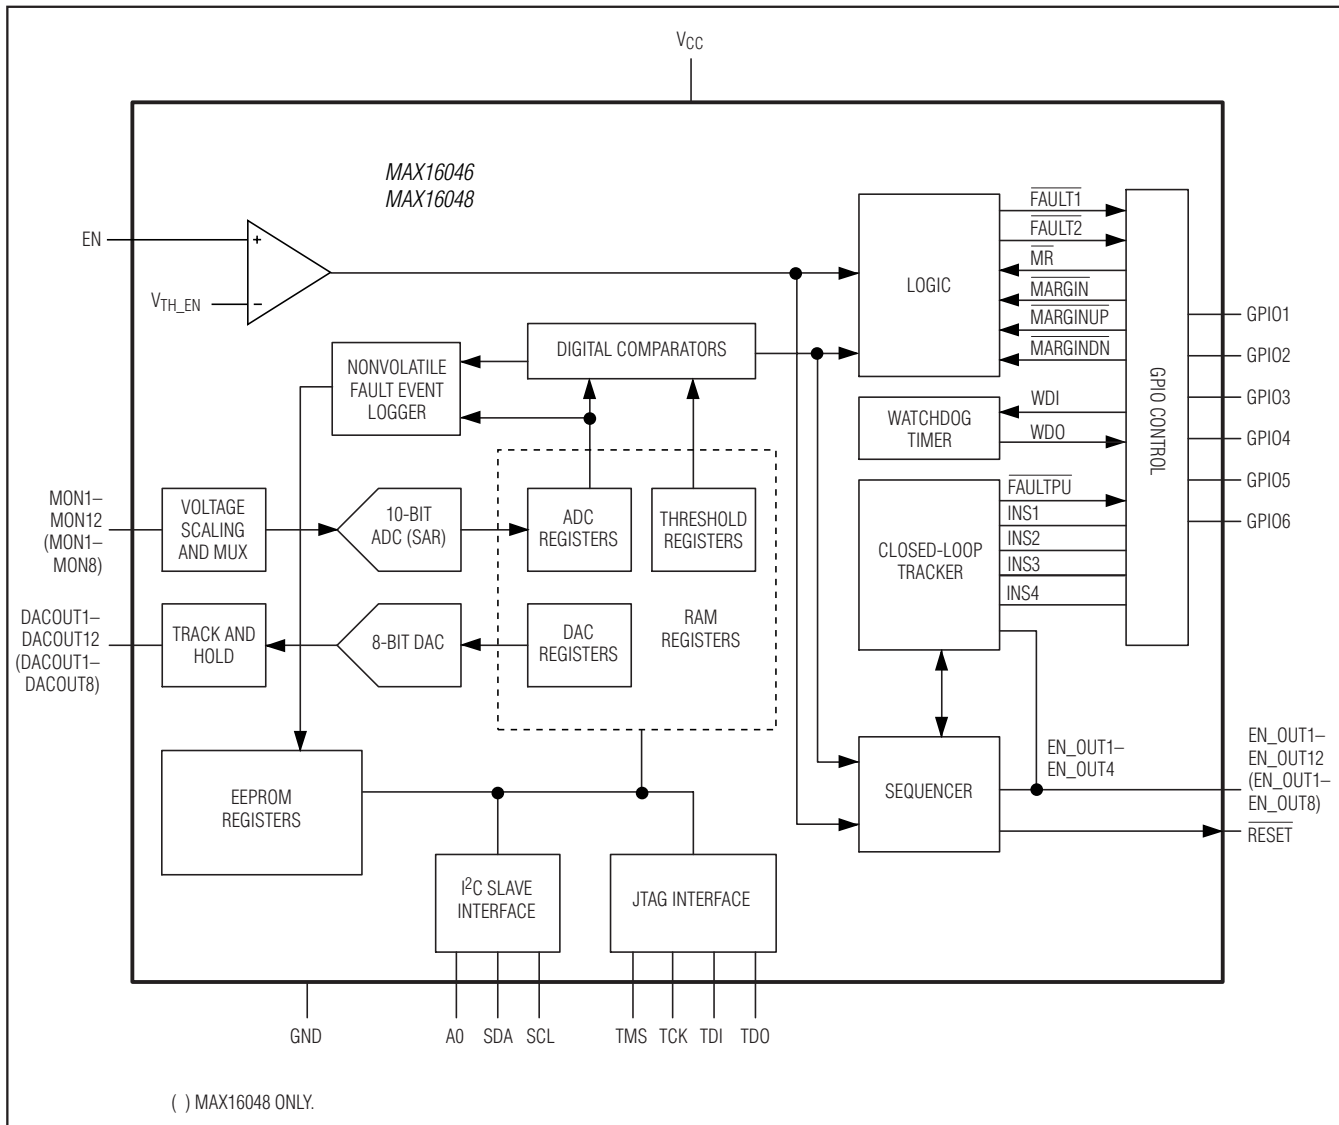 VCC
MAX16046
MAX16048
EN
+
VTH_EN
−
LOGIC
FAULT1
FAULT2
MR
MARGIN
MARGINUP
MARGINDN
GPIO CONTROL
GPIO1
GPIO2
GPIO3
GPIO4
GPIO5
GPIO6
DIGITAL COMPARATORS
NONVOLATILE
FAULT EVENT
LOGGER
WATCHDOG
TIMER
WDI
WDO
MON1–
MON12
(MON1–
MON8)
VOLTAGE
SCALING
AND MUX
10-BIT
ADC (SAR)
ADC
REGISTERS
THRESHOLD
REGISTERS
CLOSED-LOOP
TRACKER
FAULTPU
INS1
INS2
INS3
INS4
DACOUT1–
DACOUT12
(DACOUT1–
DACOUT8)
TRACK AND
HOLD
8-BIT DAC
DAC
REGISTERS
RAM
REGISTERS
EEPROM
REGISTERS
SEQUENCER
EN_OUT1–
EN_OUT4
EN_OUT1–
EN_OUT12
(EN_OUT1–
EN_OUT8)
RESET
I2C SLAVE
INTERFACE
JTAG INTERFACE
GND
A0
SDA
SCL
TMS
TCK
TDI
TDO
( ) MAX16048 ONLY.